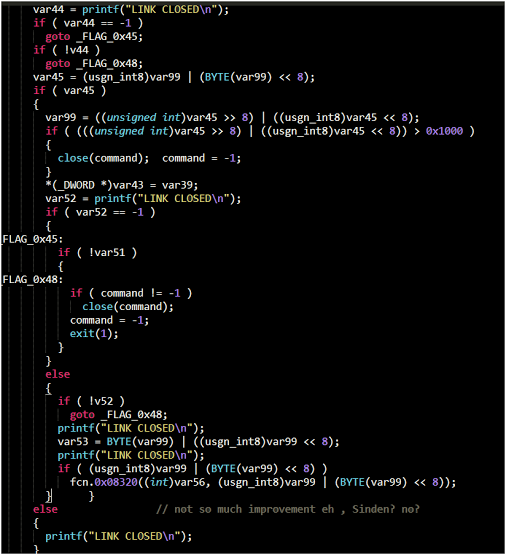 var44 = printf("LINK CLOSED\n");
if ( var44 == -1 )
goto _FLAG_0x45;
if ( !v44 )
goto _FLAG_0x48;
var45 = (usgn_int8)var99 | (BYTE(var99) << 8);
if ( var45 )
{
var99 = ((unsigned int)var45 >> 8) | ((usgn_int8)var45 << 8);
if ( (((unsigned int)var45 >> 8) | ((usgn_int8)var45 << 8)) > 0x1000 )
{
close(command);  command = -1;
}
*(_DWORD *)var43 = var39;
var52 = printf("LINK CLOSED\n");
if ( var52 == -1 )
{
_FLAG_0x45:
if ( !var51 )
{
_FLAG_0x48:
if ( command != -1 )
close(command);
command = -1;
exit(1);
}
}
else
{
if ( !v52 )
goto _FLAG_0x48;
printf("LINK CLOSED\n");
var53 = BYTE(var99) | ((usgn_int8)var99 << 8);
printf("LINK CLOSED\n");
if ( (usgn_int8)var99 | (BYTE(var99) << 8) )
fcn.0x08320((int)var56, (usgn_int8)var99 | (BYTE(var99) << 8));
}      }
else               // not so much improvement eh , Sinden? no?
{
printf("LINK CLOSED\n");
}